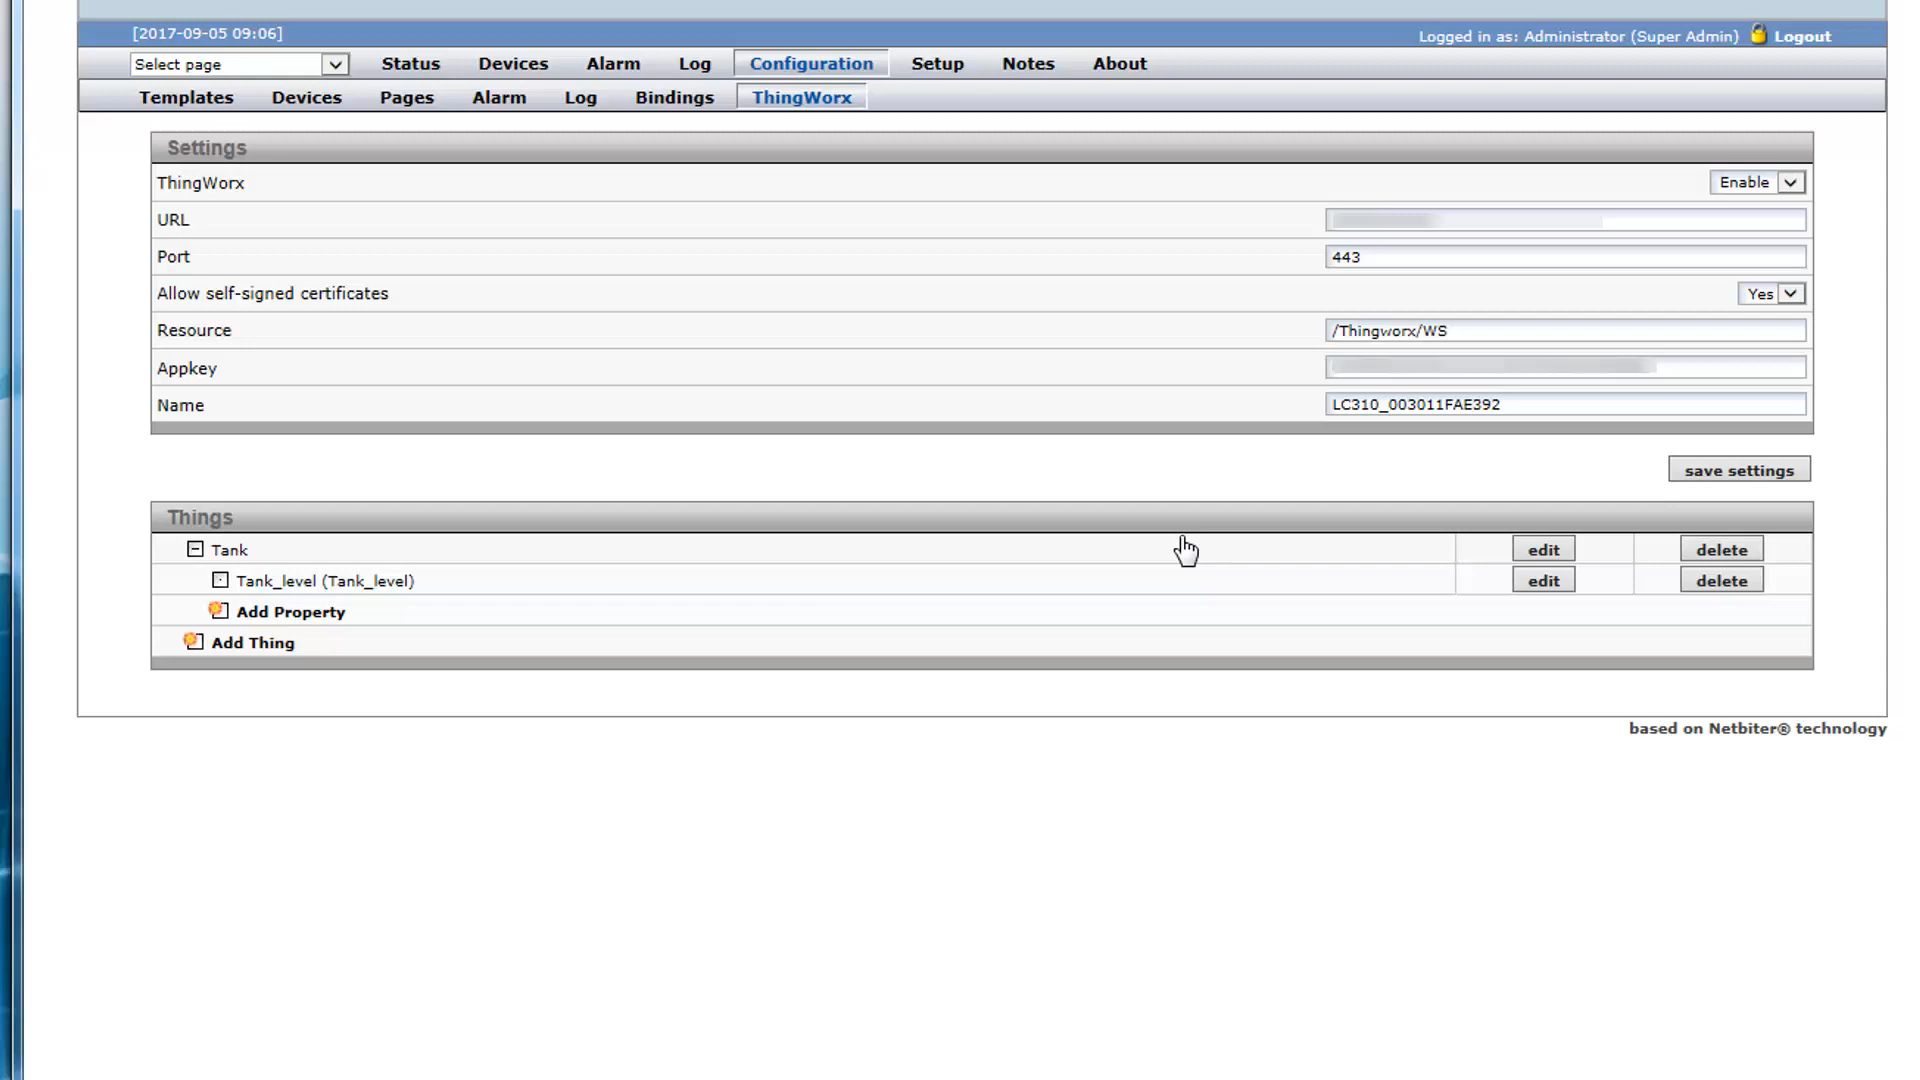 [2017-09-05 09:06]
Logged in as: Administrator (Super Admin) Logout
Select page Status Devices Alarm Log Configuration Setup Notes About
Templates Devices Pages Alarm Log Bindings ThingWorx
Settings
ThingWorx Enable
URL
Port 443
Allow self-signed certificates Yes
Resource /Thingworx/WS
Appkey
Name LC310_003011FAE392
save settings
Things
Tank edit delete
Tank_level (Tank_level) edit delete
Add Property
Add Thing
based on Netbiter® technology